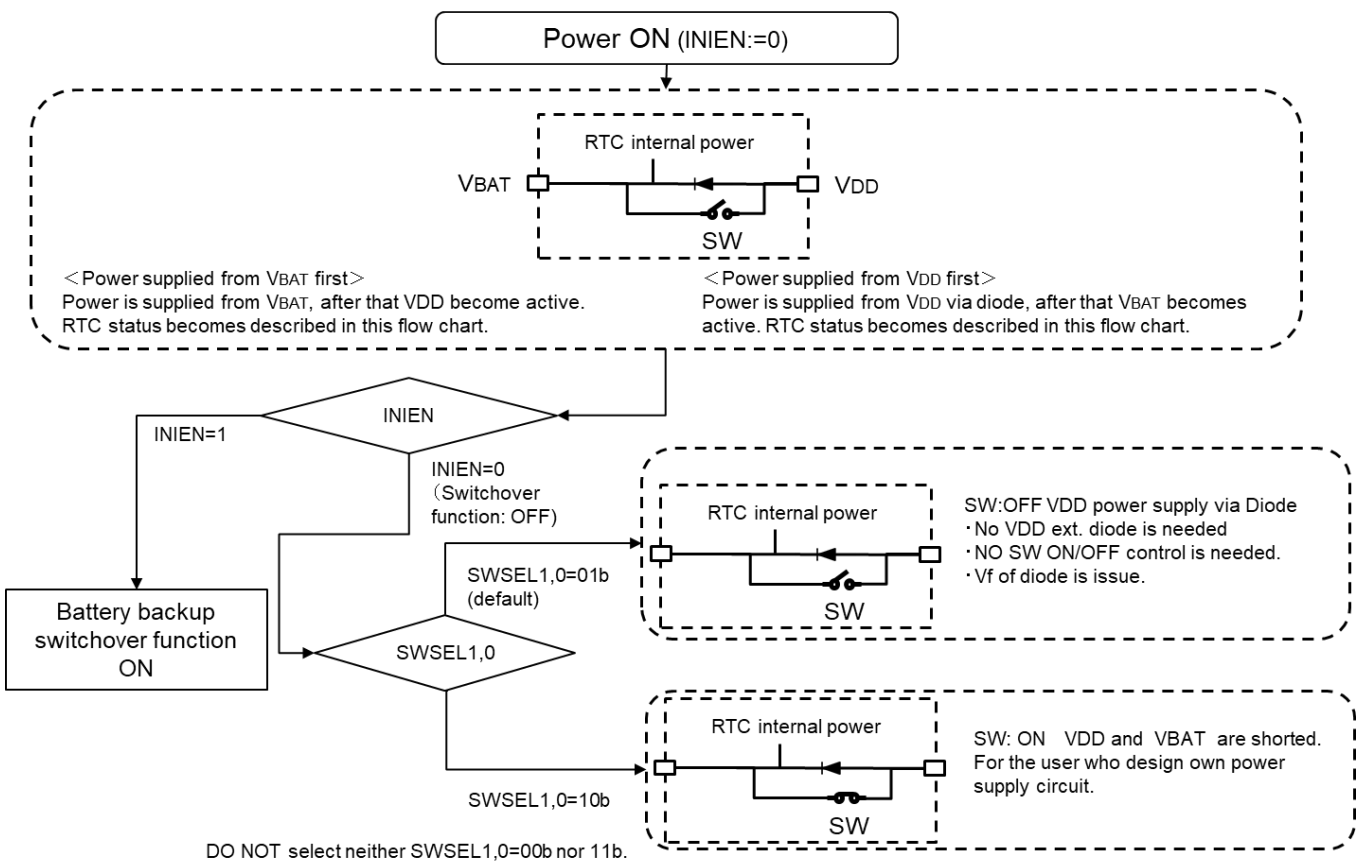 Power ON (INIEN:=0)
RTC internal power
VBAT
VDD
SW
＜Power supplied from VBAT first＞
Power is supplied from VBAT, after that VDD become active.
RTC status becomes described in this flow chart.
＜Power supplied from VDD first＞
Power is supplied from VDD via diode, after that VBAT becomes
active. RTC status becomes described in this flow chart.
INIEN
INIEN=1
INIEN=0
（Switchover
function: OFF)
Battery backup
switchover function
ON
SWSEL1,0=01b
(default)
SWSEL1,0
SWSEL1,0=10b
RTC internal power
SW
SW:OFF VDD power supply via Diode
・No VDD ext. diode is needed
・NO SW ON/OFF control is needed.
・Vf of diode is issue.
RTC internal power
SW
SW: ON VDD and VBAT are shorted.
For the user who design own power
supply circuit.
DO NOT select neither SWSEL1,0=00b nor 11b.